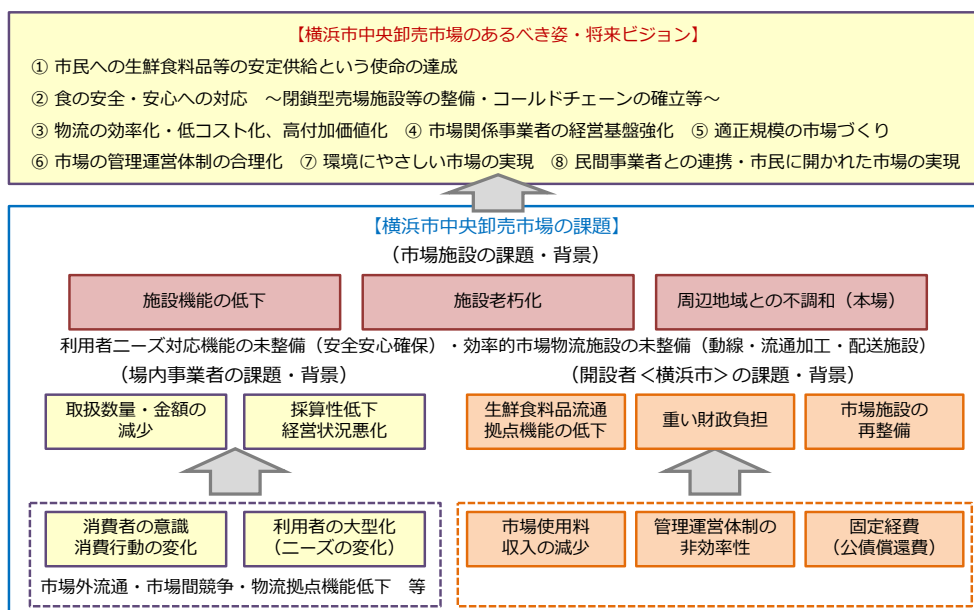 【横浜市中央卸売市場のあるべき姿・将来ビジョン】
① 市民への生鮮食料品等の安定供給という使命の達成
② 食の安全・安心への対応 ～閉鎖型売場施設等の整備・コールドチェーンの確立等～
③ 物流の効率化・低コスト化、高付加価値化 ④ 市場関係事業者の経営基盤強化 ⑤ 適正規模の市場づくり
⑥ 市場の管理運営体制の合理化 ⑦ 環境にやさしい市場の実現 ⑧ 民間事業者との連携・市民に開かれた市場の実現
【横浜市中央卸売市場の課題】
（市場施設の課題・背景）
施設機能の低下
施設老朽化
周辺地域との不調和（本場）
利用者ニーズ対応機能の未整備（安全安心確保）・効率的市場物流施設の未整備（動線・流通加工・配送施設）
（場内事業者の課題・背景）
取扱数量・金額の
減少
採算性低下
経営状況悪化
消費者の意識
消費行動の変化
利用者の大型化
（ニーズの変化）
市場外流通・市場間競争・物流拠点機能低下 等
（開設者＜横浜市＞の課題・背景）
生鮮食料品流通
拠点機能の低下
重い財政負担
市場施設の
再整備
市場使用料
収入の減少
管理運営体制の
非効率性
固定経費
（公債償還費）